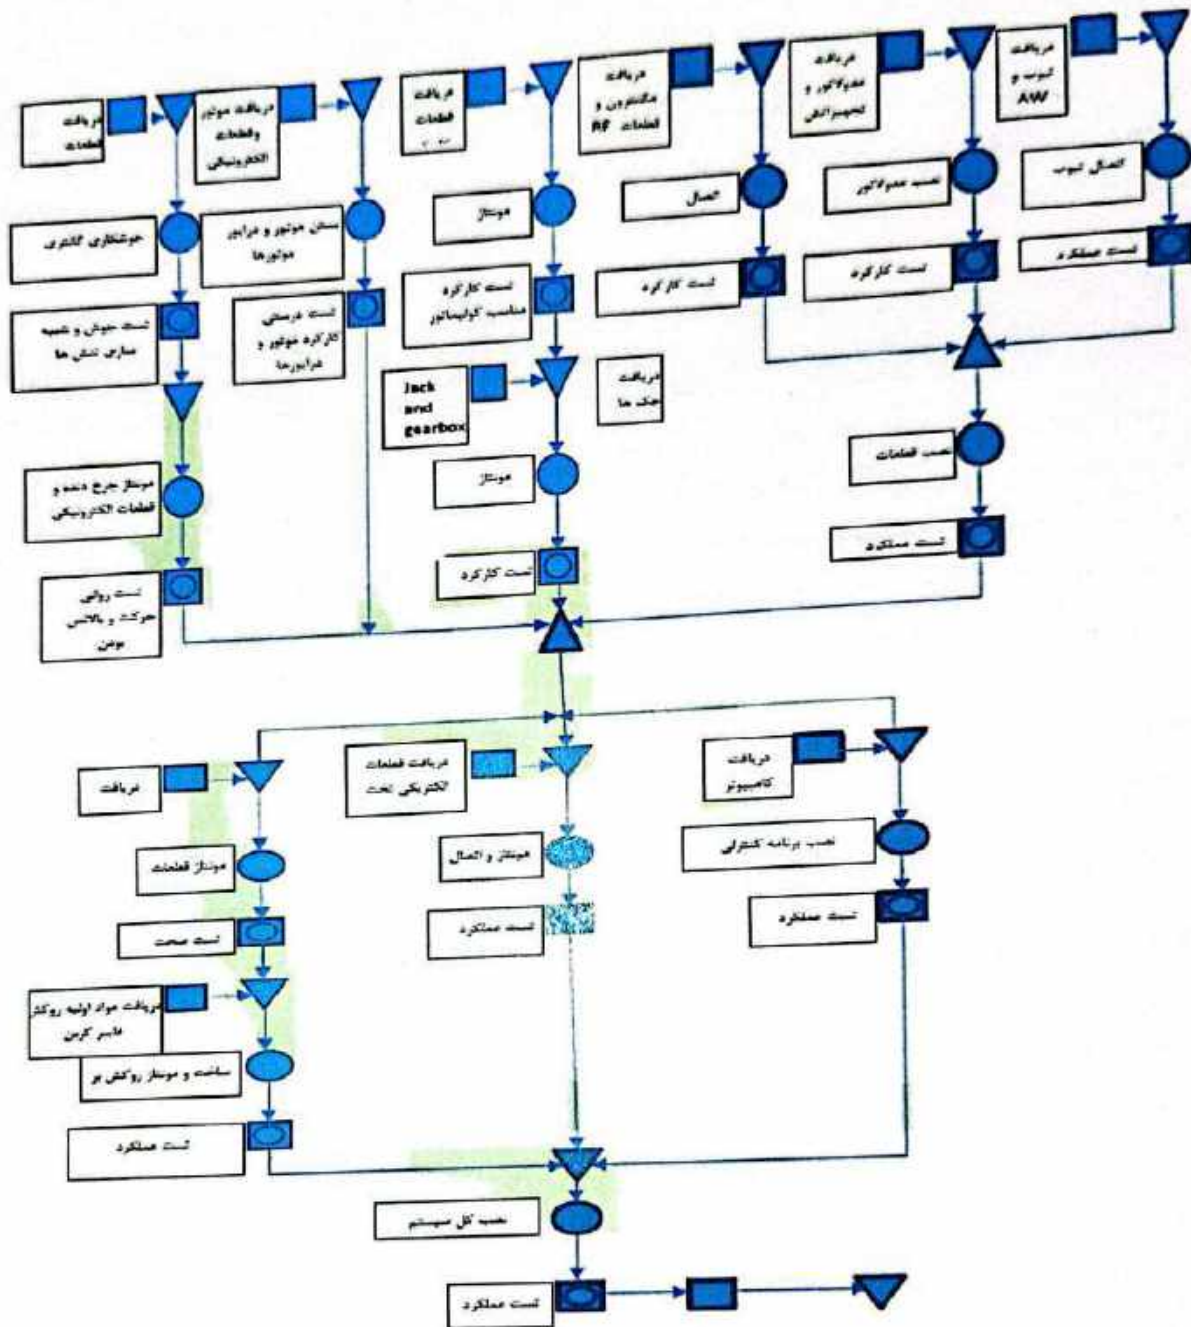 دریافت
قطعات
دریافت موتور
وقطعات
الکترونیکی
دریافت
قطعات
دریافت
مگنترون و
قطعات RF
دریافت
مدولاتور و
تجهیزاتش
دریافت
تیوب و
AW
جوشکاری گانتری
بستن موتور و درایور
موتورها
مونتاژ
اتصال
نصب مدولاتور
اتصال تیوب
تست جوش و شبیه
سازی تنش ها
تست درستی
کارکرد موتور و
درایورها
تست کارکرد
مناسب کولیماتور
تست کارکرد
تست کارکرد
تست عملکرد
Jack
and
gearbox
دریافت
جک ها
مونتاژ چرخ دنده و
قطعات الکترونیکی
مونتاژ
نصب قطعات
تست روانی
حرکت و بالانس
بودن
تست کارکرد
تست عملکرد
دریافت
دریافت قطعات
الکتریکی تخت
دریافت
کامپیوتر
مونتاژ قطعات
مونتاژ و اتصال
نصب برنامه کنترلی
تست صحت
تست عملکرد
تست عملکرد
دریافت مواد اولیه روکش
فایبر کربن
ساخت و مونتاژ روکش بر
تست عملکرد
نصب کل سیستم
تست عملکرد